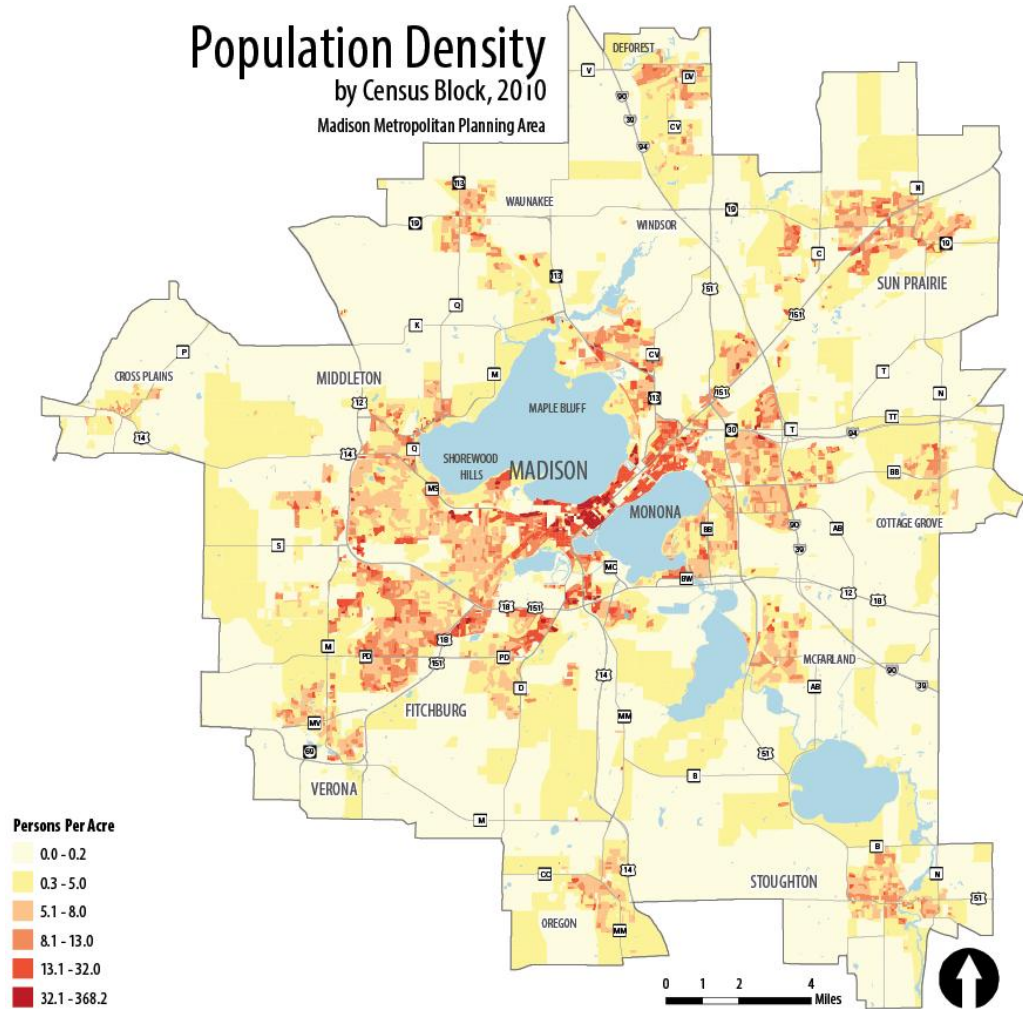 Population Density
by Census Block, 2010
Madison Metropolitan Planning Area
DEFOREST
V
DV
90
39
CV
94
113
WAUNAKEE
N
19
19
WINDSOR
19
C
113
51
SUN PRAIRIE
Q
151
K
P
CV
CROSS PLAINS
MIDDLETON
M
T
151
N
12
MAPLE BLUFF
113
TT
14
30
T
94
14
Q
SHOREWOOD
HILLS
MADISON
BB
MS
MONONA
90
AB
COTTAGE GROVE
S
BB
39
MC
BW
12
18
18
151
18
M
PD
151
PD
MCFARLAND
90
14
D
AB
39
FITCHBURG
MV
MM
59
51
B
VERONA
M
Persons Per Acre
0.0 - 0.2
0.3 - 5.0
5.1 - 8.0
8.1 - 13.0
13.1 - 32.0
32.1 - 368.2
B
14
CC
STOUGHTON
N
51
OREGON
MM
0 1 2 4
Miles